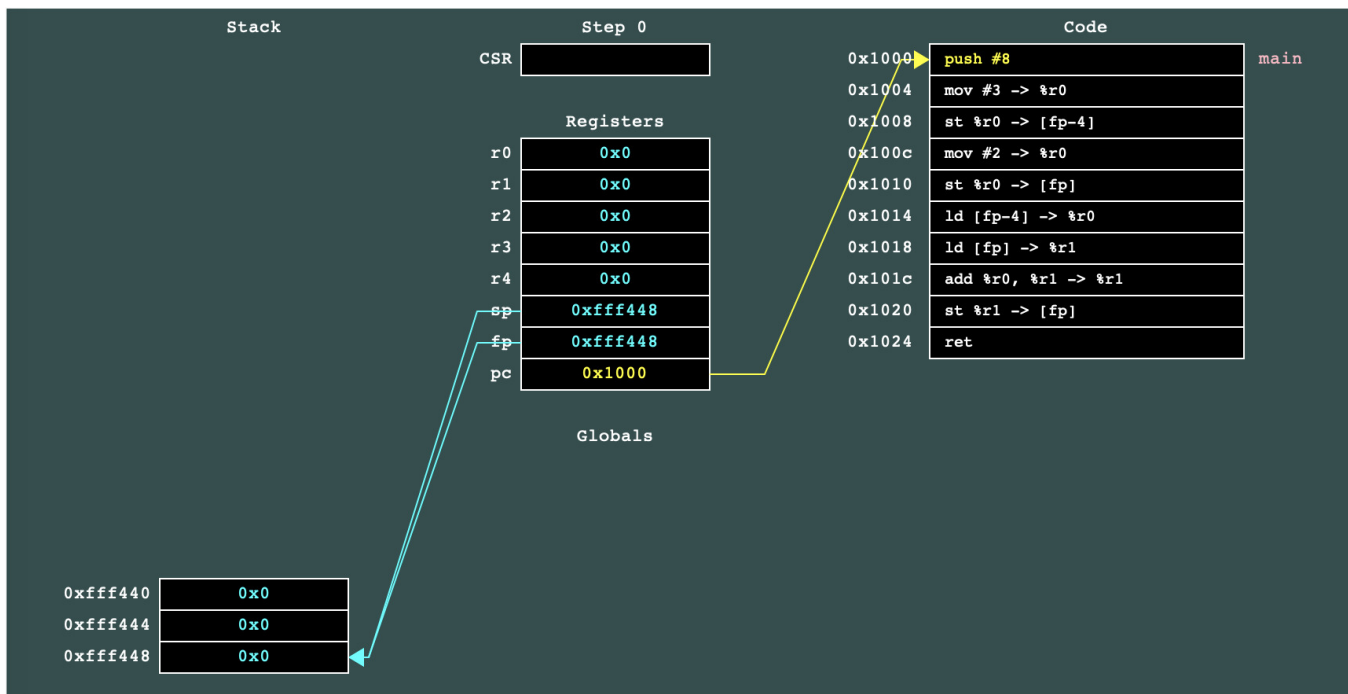 Stack
Step 0
Code
CSR
0x1000 push #8 main
0x1004 mov #3 -> %r0
Registers
0x1008 st %r0 -> [fp-4]
r0 0x0
0x100c mov #2 -> %r0
r1 0x0
0x1010 st %r0 -> [fp]
r2 0x0
0x1014 ld [fp-4] -> %r0
r3 0x0
0x1018 ld [fp] -> %r1
r4 0x0
0x101c add %r0, %r1 -> %r1
sp 0xfff448
0x1020 st %r1 -> [fp]
fp 0xfff448
0x1024 ret
pc 0x1000
Globals
0xfff440 0x0
0xfff444 0x0
0xfff448 0x0